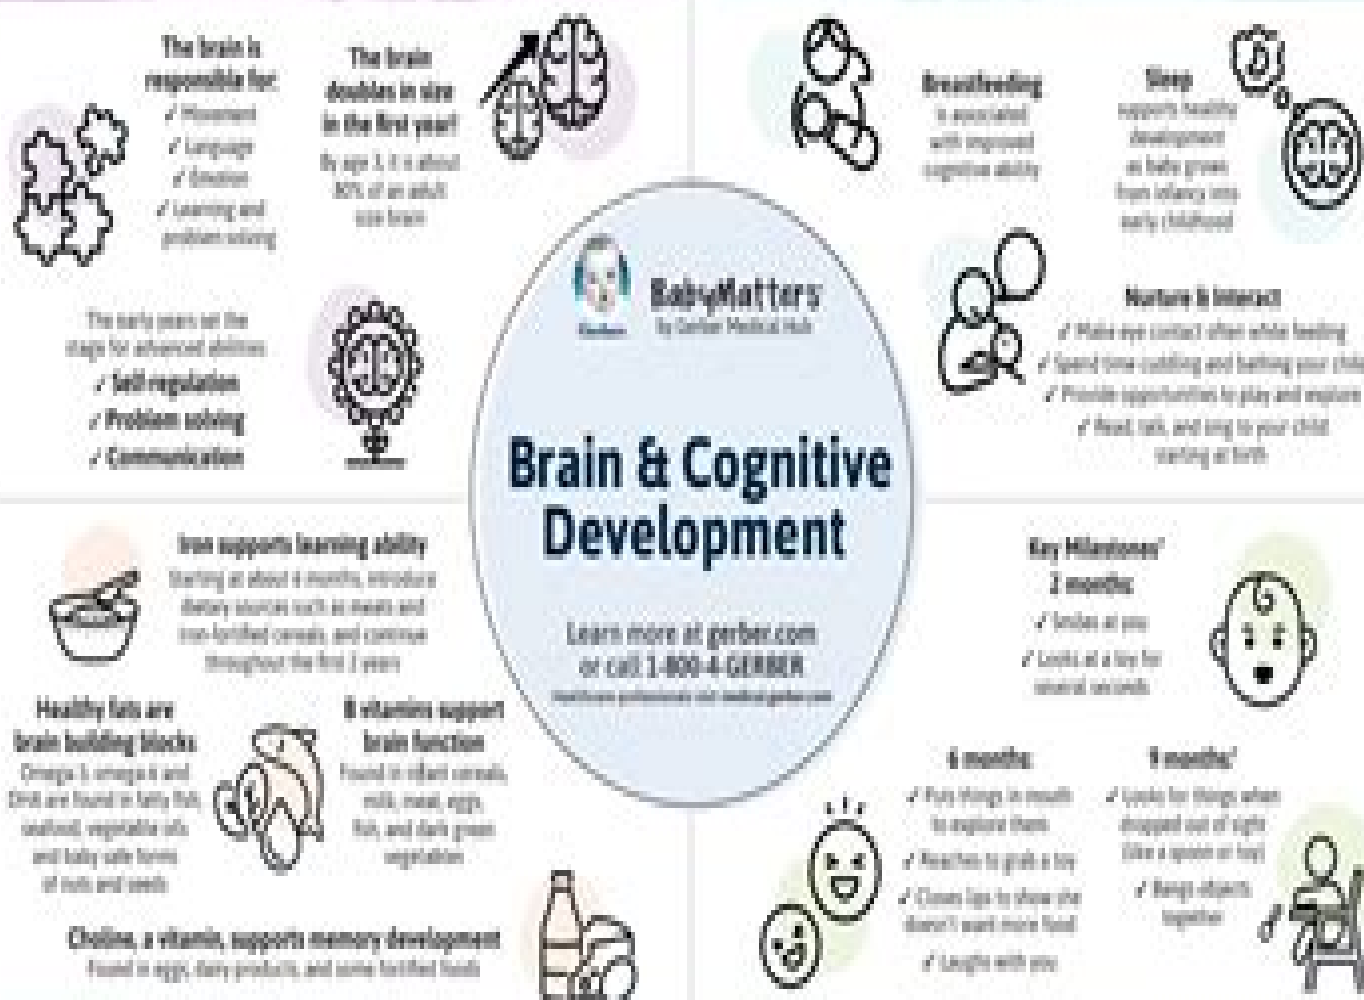 The brain is
responsible for:
✓ Movement
✓ Language
✓ Emotion
✓ Learning and
problem solving
The brain
doubles in size
in the first year!
By age 3, it is about
80% of an adult
size brain
The early years set the
stage for advanced abilities
✓ Self-regulation
✓ Problem solving
✓ Communication
Breastfeeding
is associated
with improved
cognitive ability
Sleep
supports healthy
development
as baby grows
from infancy into
early childhood
Nurture & Interact
✓ Make eye contact often while feeding
✓ Spend time cuddling and bathing your child
✓ Provide opportunities to play and explore
✓ Read, talk, and sing to your child
starting at birth
Gerber
BabyMatters
by Gerber Medical Hub
Brain & Cognitive
Development
Learn more at gerber.com
or call 1-800-4-GERBER
Healthcare professionals visit medical.gerber.com
Iron supports learning ability
Starting at about 6 months, introduce
dietary sources such as meats and
iron-fortified cereals, and continue
throughout the first 2 years
Healthy fats are
brain building blocks
Omega 3, omega 6 and
DHA are found in fatty fish,
seafood, vegetable oils
and baby safe forms
of nuts and seeds
B vitamins support
brain function
Found in infant cereals,
milk, meat, eggs,
fish, and dark green
vegetables
Choline, a vitamin, supports memory development
Found in eggs, dairy products, and some fortified foods
Key Milestones
2 months:
✓ Smiles at you
✓ Looks at a toy for
several seconds
6 months:
✓ Puts things in mouth
to explore them
✓ Reaches to grab a toy
✓ Closes lips to show she
doesn't want more food
✓ Laughs with you
9 months:
✓ Looks for things when
dropped out of sight
(like a spoon or toy)
✓ Bangs objects
together